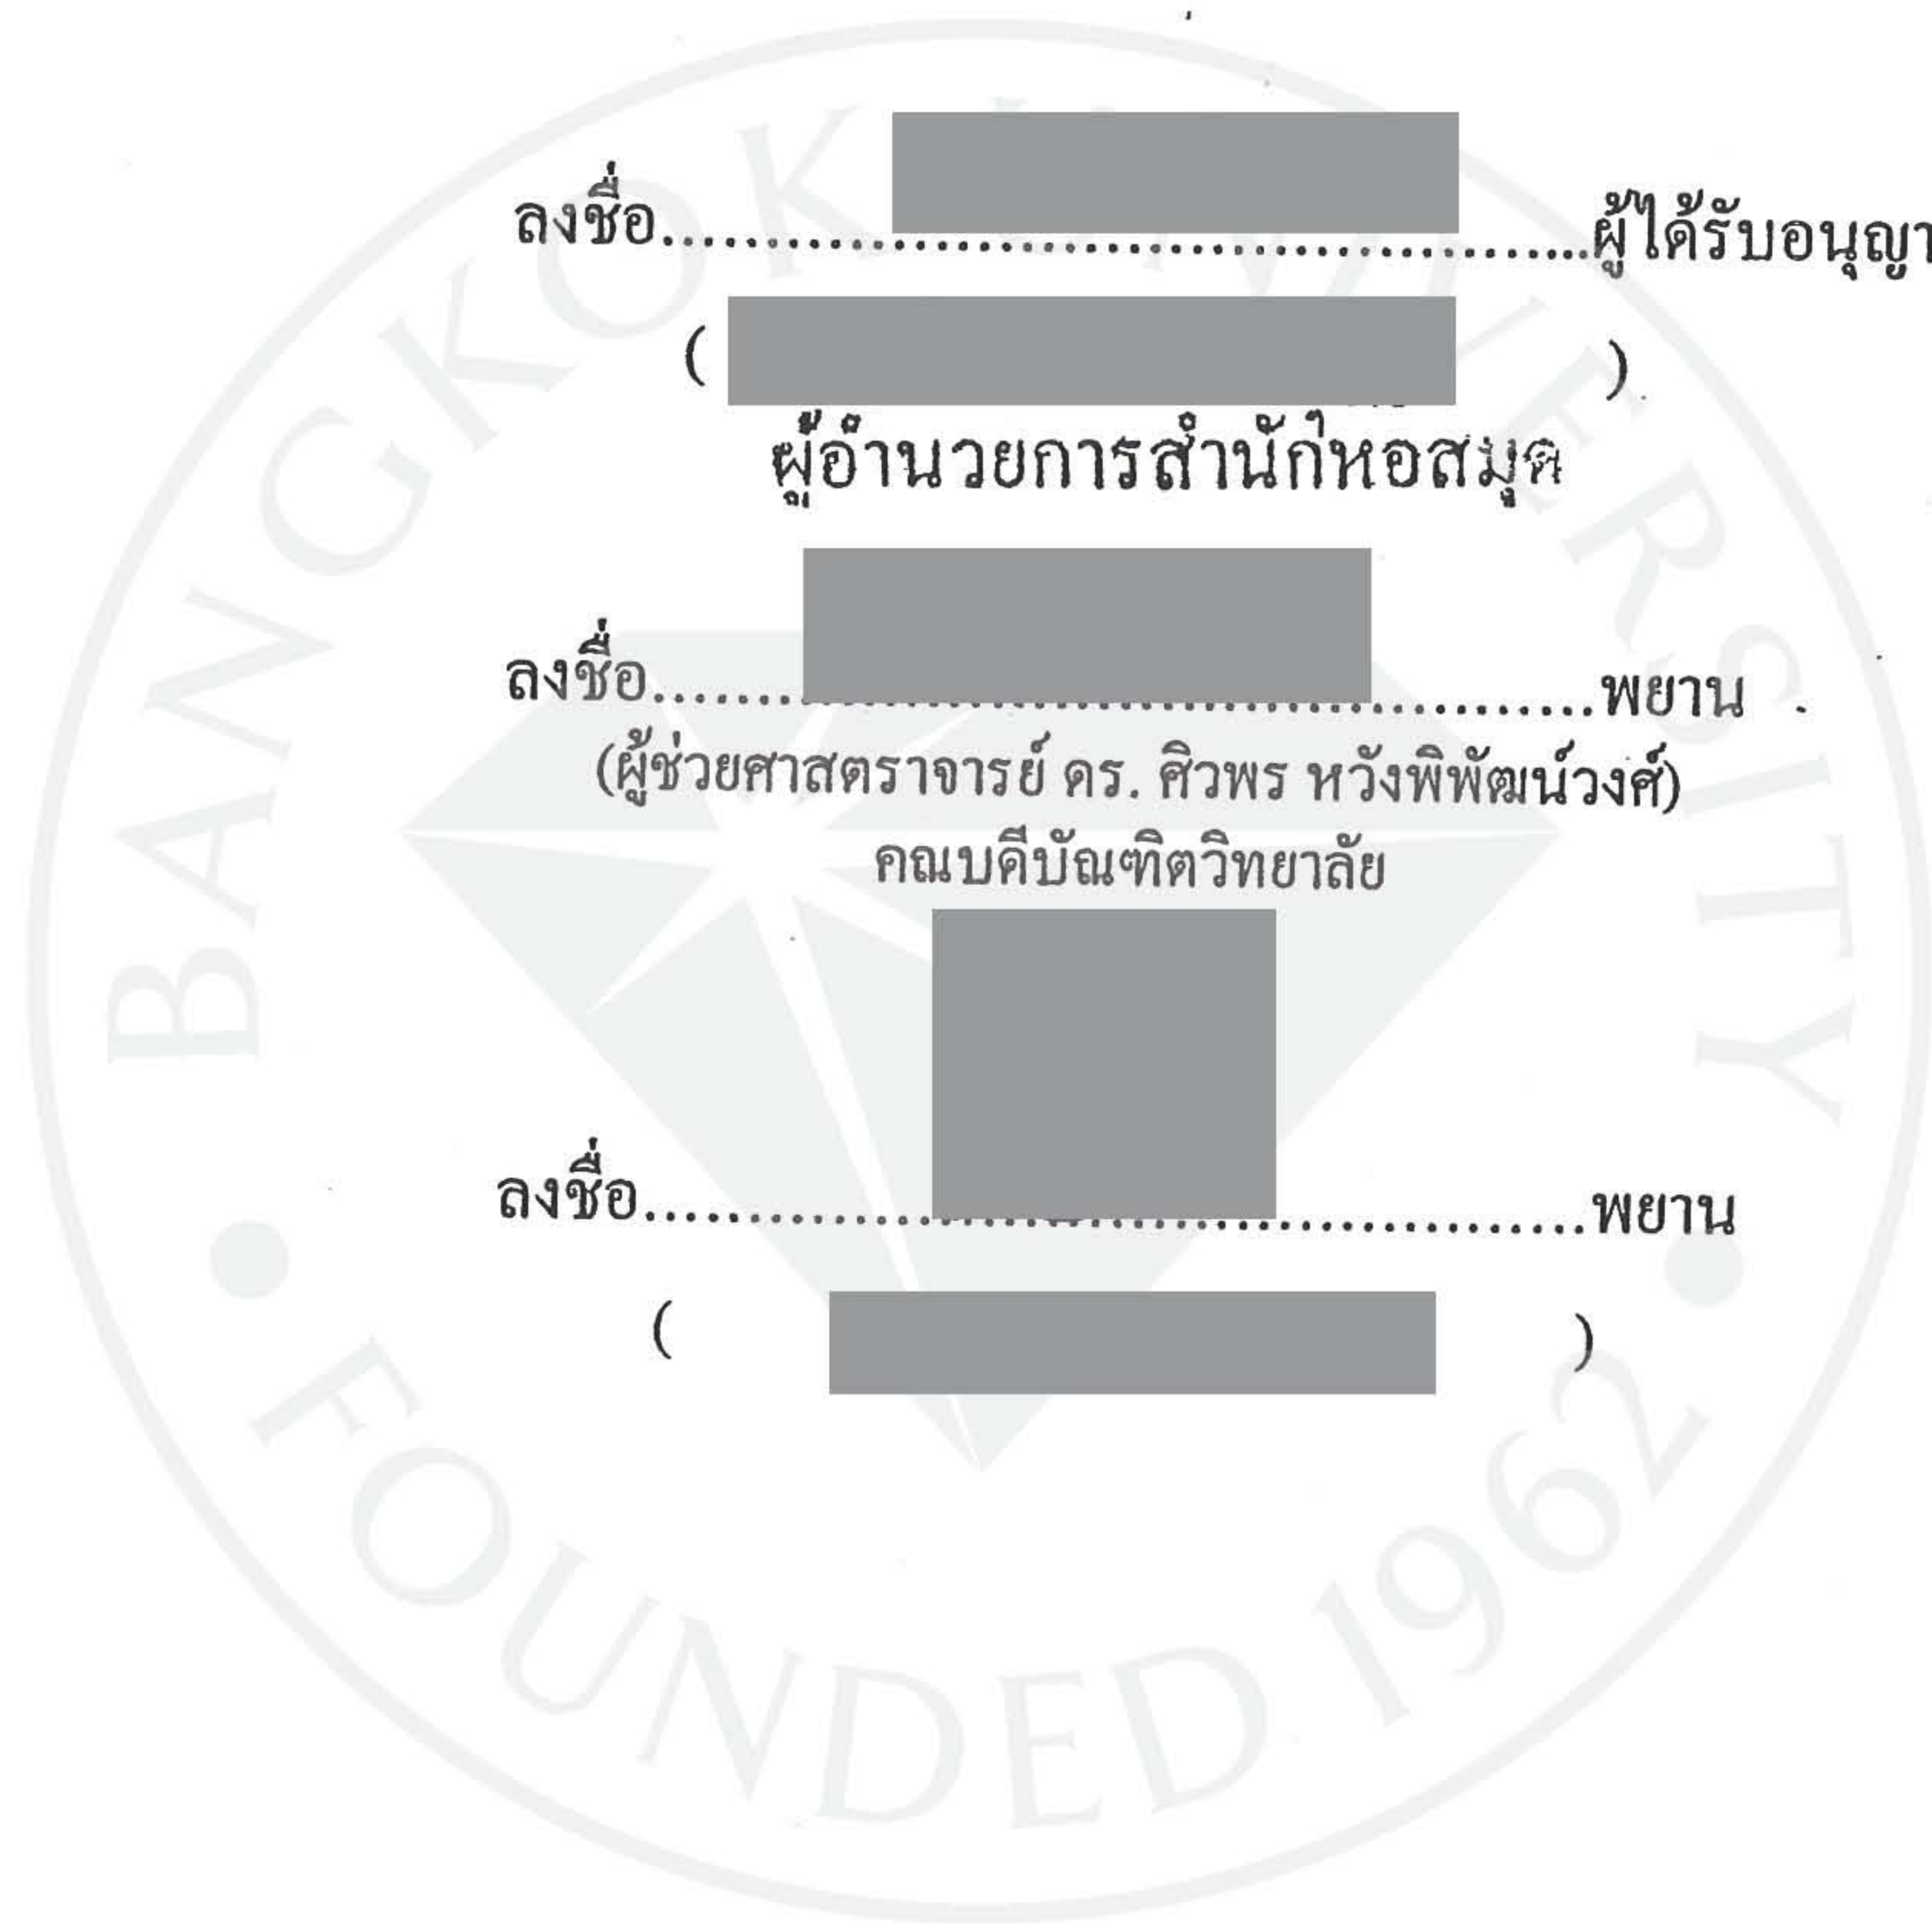 ลงชื่อ............................................ผู้ได้รับอนุญา
( )
ผู้อำนวยการสำนักหอสมุด
ลงชื่อ.............................................พยาน
(ผู้ช่วยศาสตราจารย์ ดร. ศิวพร หวังพิพัฒน์วงศ์)
คณบดีบัณฑิตวิทยาลัย
ลงชื่อ.............................................พยาน
( )
BANGKOK UNIVERSITY
FOUNDED 1962